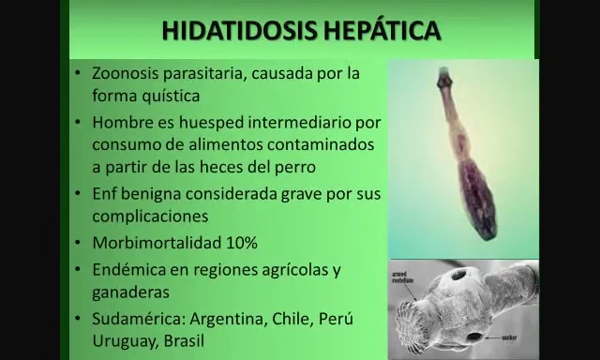 HIDATIDOSIS HEPÁTICA
• Zoonosis parasitaria, causada por la
forma quística
• Hombre es huesped intermediario por
consumo de alimentos contaminados
a partir de las heces del perro
• Enf benigna considerada grave por sus
complicaciones
• Morbimortalidad 10%
• Endémica en regiones agrícolas y
ganaderas
• Sudamérica: Argentina, Chile, Perú
Uruguay, Brasil
armed
rostellum
sucker